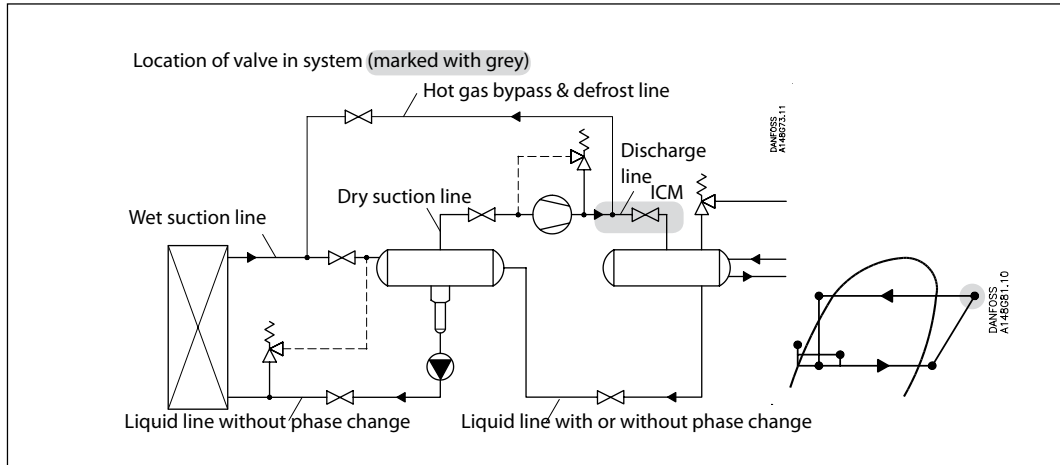 Location of valve in system (marked with grey)
Hot gas bypass & defrost line
DANFOSS
A148G73.11
Discharge
line
ICM
Dry suction line
Wet suction line
DANFOSS
A148G81.10
Liquid line without phase change
Liquid line with or without phase change